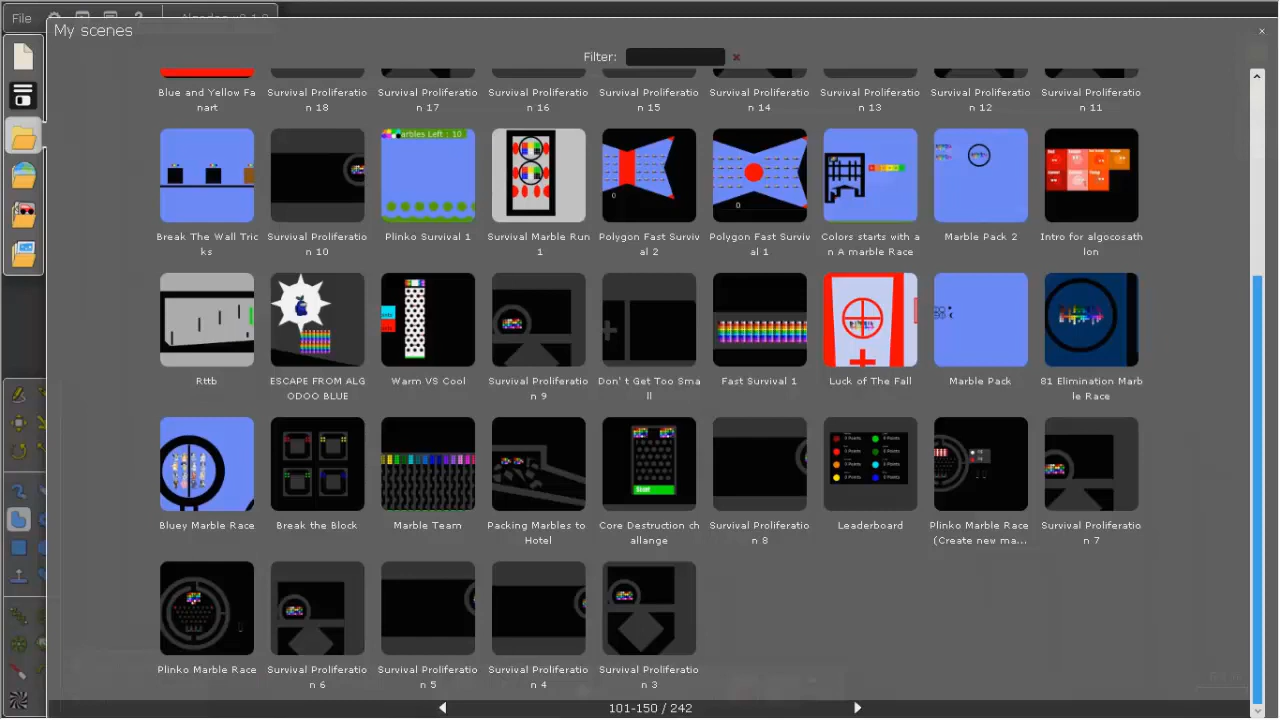 File
My scenes
Filter:
Blue and Yellow Fa
nart
Survival Proliferatio
n 18
Survival Proliferatio
n 17
Survival Proliferatio
n 16
Survival Proliferatio
n 15
Survival Proliferatio
n 14
Survival Proliferatio
n 13
Survival Proliferatio
n 12
Survival Proliferatio
n 11
arbles Left : 10
Break The Wall Tric
ks
Survival Proliferatio
n 10
Plinko Survival 1
Survival Marble Run
1
Polygon Fast Surviv
al 2
Polygon Fast Surviv
al 1
Colors starts with a
n A marble Race
Marble Pack 2
Intro for algocosath
lon
Rttb
ESCAPE FROM ALG
ODOO BLUE
Warm VS Cool
Survival Proliferatio
n 9
Don' t Get Too Sma
ll
Fast Survival 1
Luck of The Fall
Marble Pack
81 Elimination Marb
le Race
Bluey Marble Race
Break the Block
Marble Team
Packing Marbles to
Hotel
Core Destruction ch
allange
Survival Proliferatio
n 8
Leaderboard
Plinko Marble Race
(Create new ma...
Survival Proliferatio
n 7
Plinko Marble Race
Survival Proliferatio
n 6
Survival Proliferatio
n 5
Survival Proliferatio
n 4
Survival Proliferatio
n 3
101-150 / 242